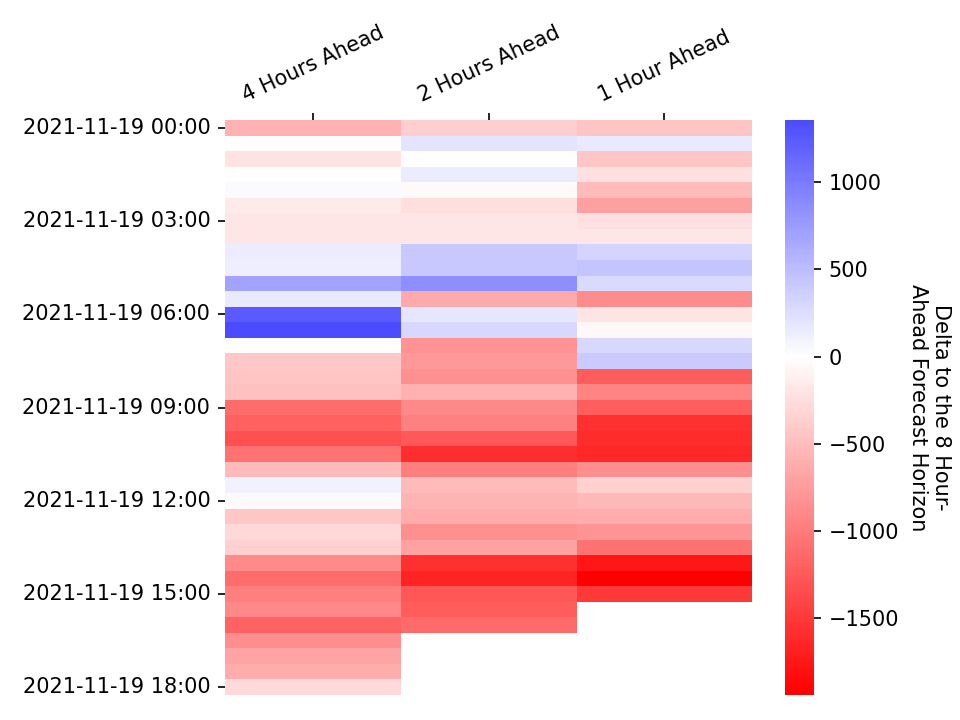 4 Hours Ahead
2 Hours Ahead
1 Hour Ahead
2021-11-19 00:00
2021-11-19 03:00
2021-11-19 06:00
2021-11-19 09:00
2021-11-19 12:00
2021-11-19 15:00
2021-11-19 18:00
1000
500
0
−500
−1000
−1500
Delta to the 8 Hour-
Ahead Forecast Horizon